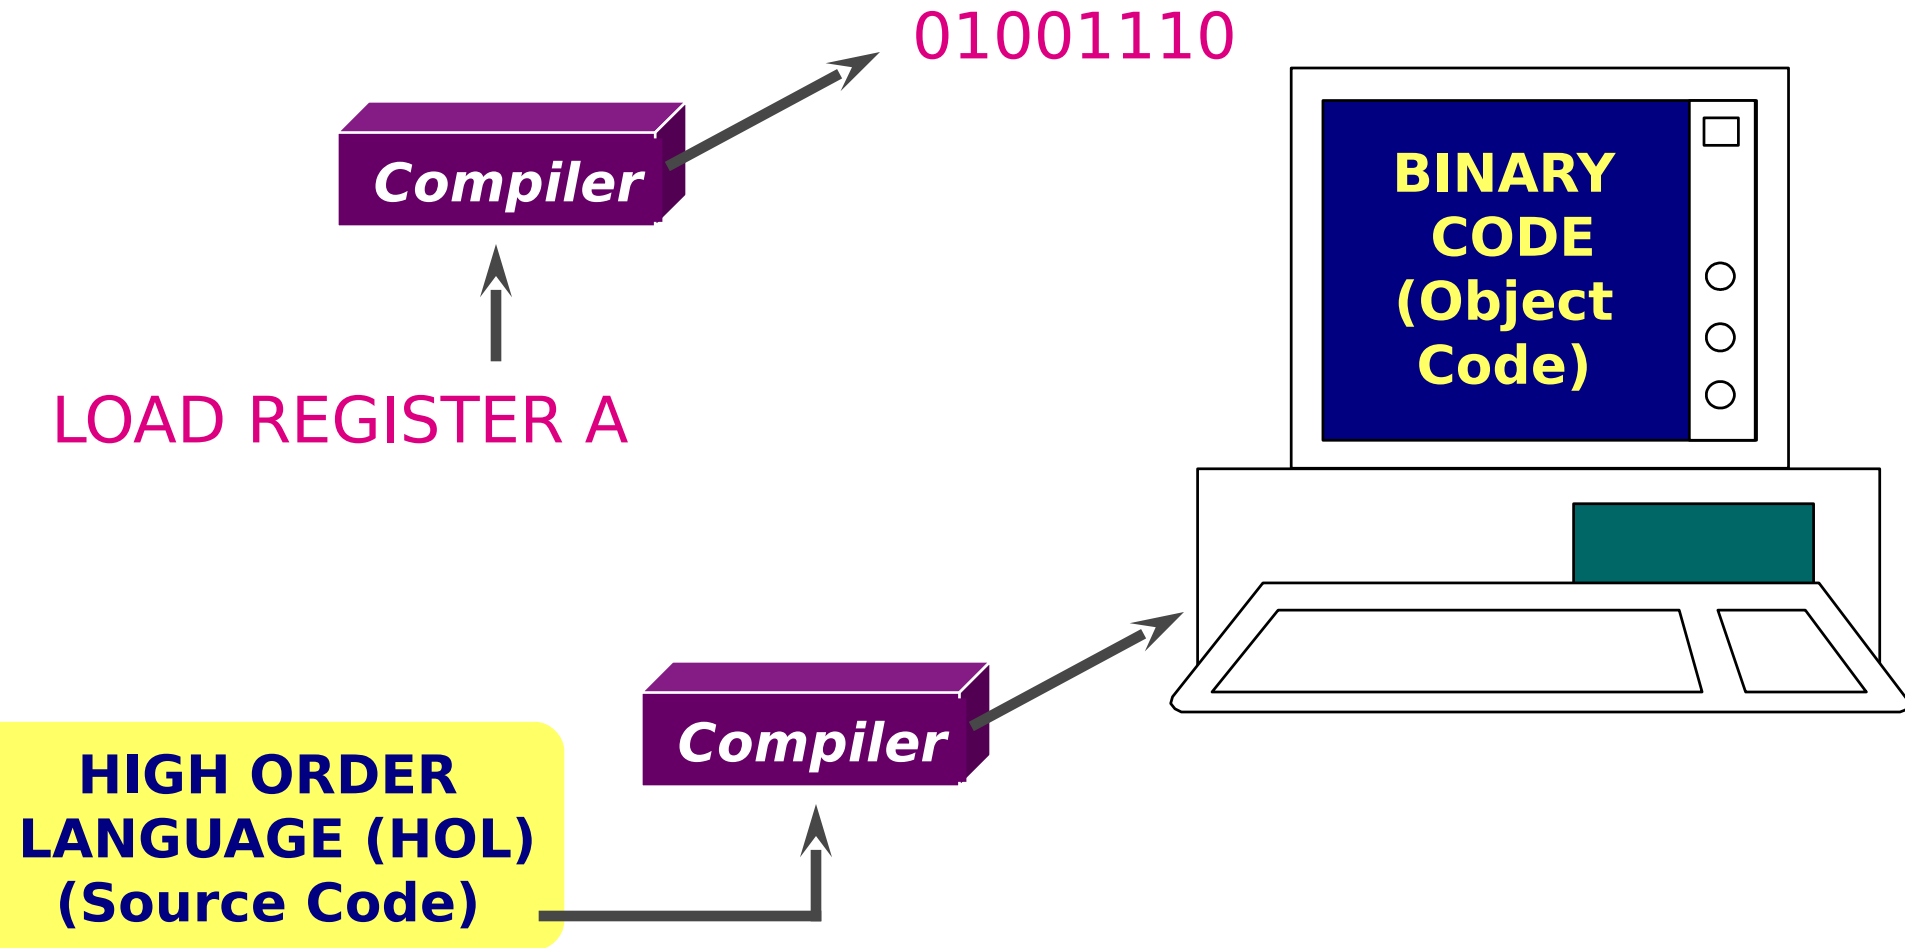 01001110
Compiler
LOAD REGISTER A
BINARY
CODE
(Object
Code)
Compiler
HIGH ORDER
LANGUAGE (HOL)
(Source Code)